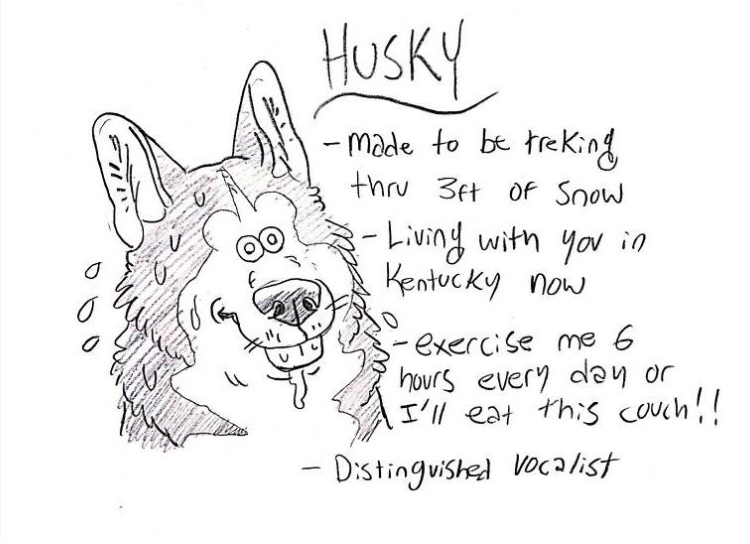 HUSKY
- made to be treking
thru 3ft of snow
- Living with you in
Kentucky now
- exercise me 6
hours every day or
I'll eat this couch!!
- Distinguished vocalist